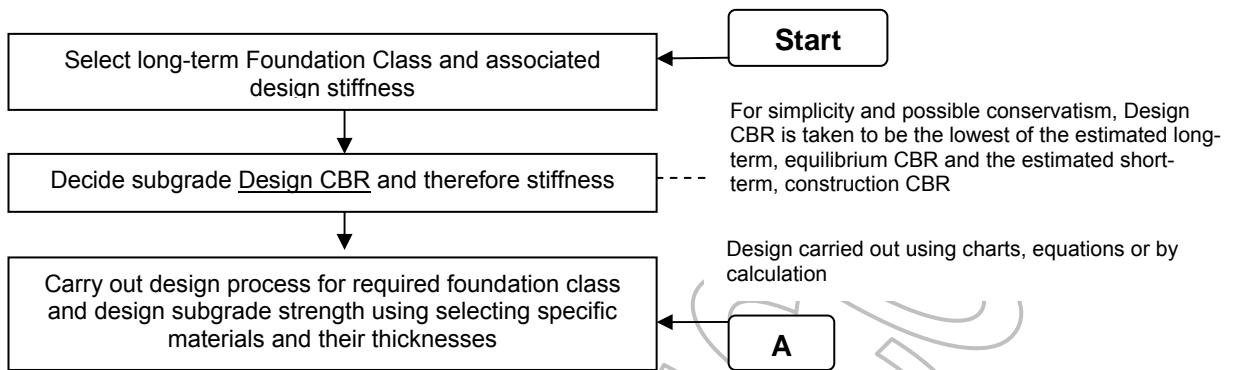 Start
Select long-term Foundation Class and associated
design stiffness
For simplicity and possible conservatism, Design
CBR is taken to be the lowest of the estimated long-
term, equilibrium CBR and the estimated short-
term, construction CBR
Decide subgrade Design CBR and therefore stiffness
Design carried out using charts, equations or by
calculation
Carry out design process for required foundation class
and design subgrade strength using selecting specific
materials and their thicknesses
A